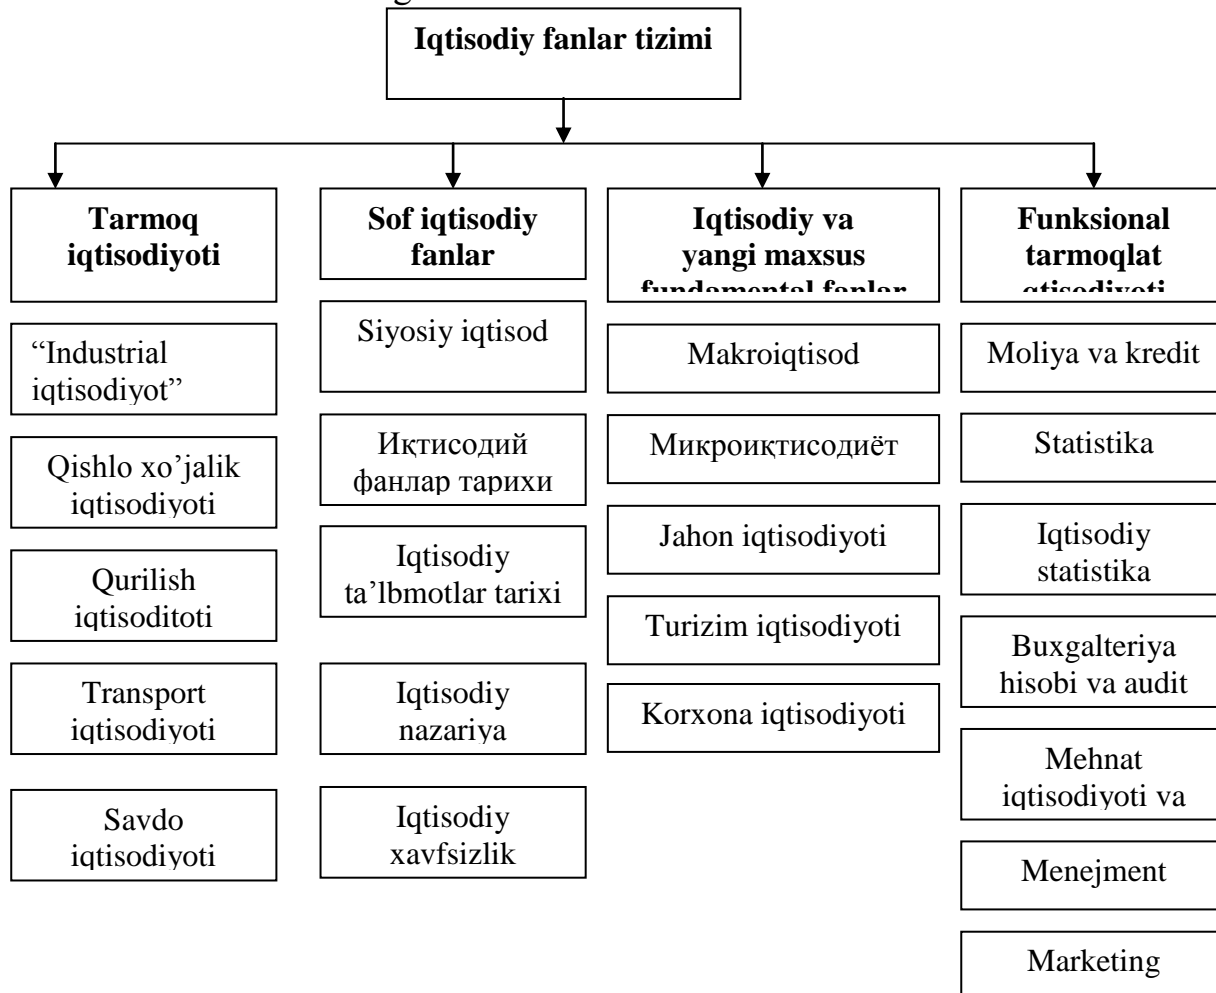 g
Iqtisodiy fanlar tizimi
Tarmoq
iqtisodiyoti
“Industrial
iqtisodiyot”
Qishlo xo’jalik
iqtisodiyoti
Qurilish
iqtisoditoti
Transport
iqtisodiyoti
Savdo
iqtisodiyoti
Sof iqtisodiy
fanlar
Siyosiy iqtisod
Иқтисодий
фанлар тарихи
Iqtisodiy
ta’lbmotlar tarixi
Iqtisodiy
nazariya
Iqtisodiy
xavfsizlik
Iqtisodiy va
yangi maxsus
fundamental fanlar
Makroiqtisod
Микроиқтисодиёт
Jahon iqtisodiyoti
Turizim iqtisodiyoti
Korxona iqtisodiyoti
Funksional
tarmoqlat
qtisodiyoti
Moliya va kredit
Statistika
Iqtisodiy
statistika
Buxgalteriya
hisobi va audit
Mehnat
iqtisodiyoti va
Menejment
Marketing